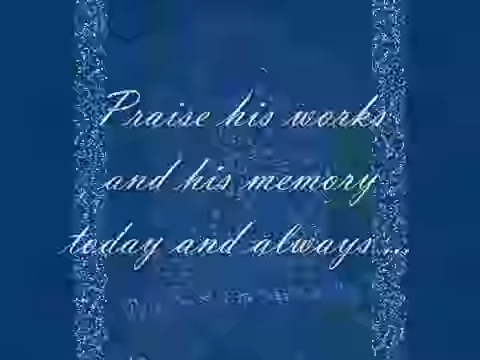 Praise his works
and his memory
today and always...